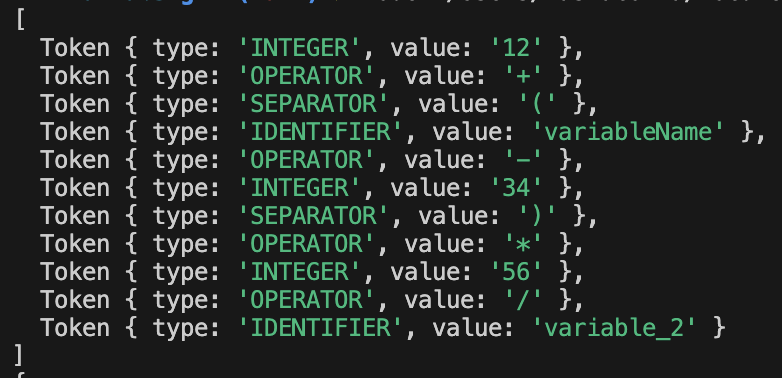 [
  Token { type: 'INTEGER', value: '12' },
  Token { type: 'OPERATOR', value: '+' },
  Token { type: 'SEPARATOR', value: '(' },
  Token { type: 'IDENTIFIER', value: 'variableName' },
  Token { type: 'OPERATOR', value: '-' },
  Token { type: 'INTEGER', value: '34' },
  Token { type: 'SEPARATOR', value: ')' },
  Token { type: 'OPERATOR', value: '*' },
  Token { type: 'INTEGER', value: '56' },
  Token { type: 'OPERATOR', value: '/' },
  Token { type: 'IDENTIFIER', value: 'variable_2' }
]